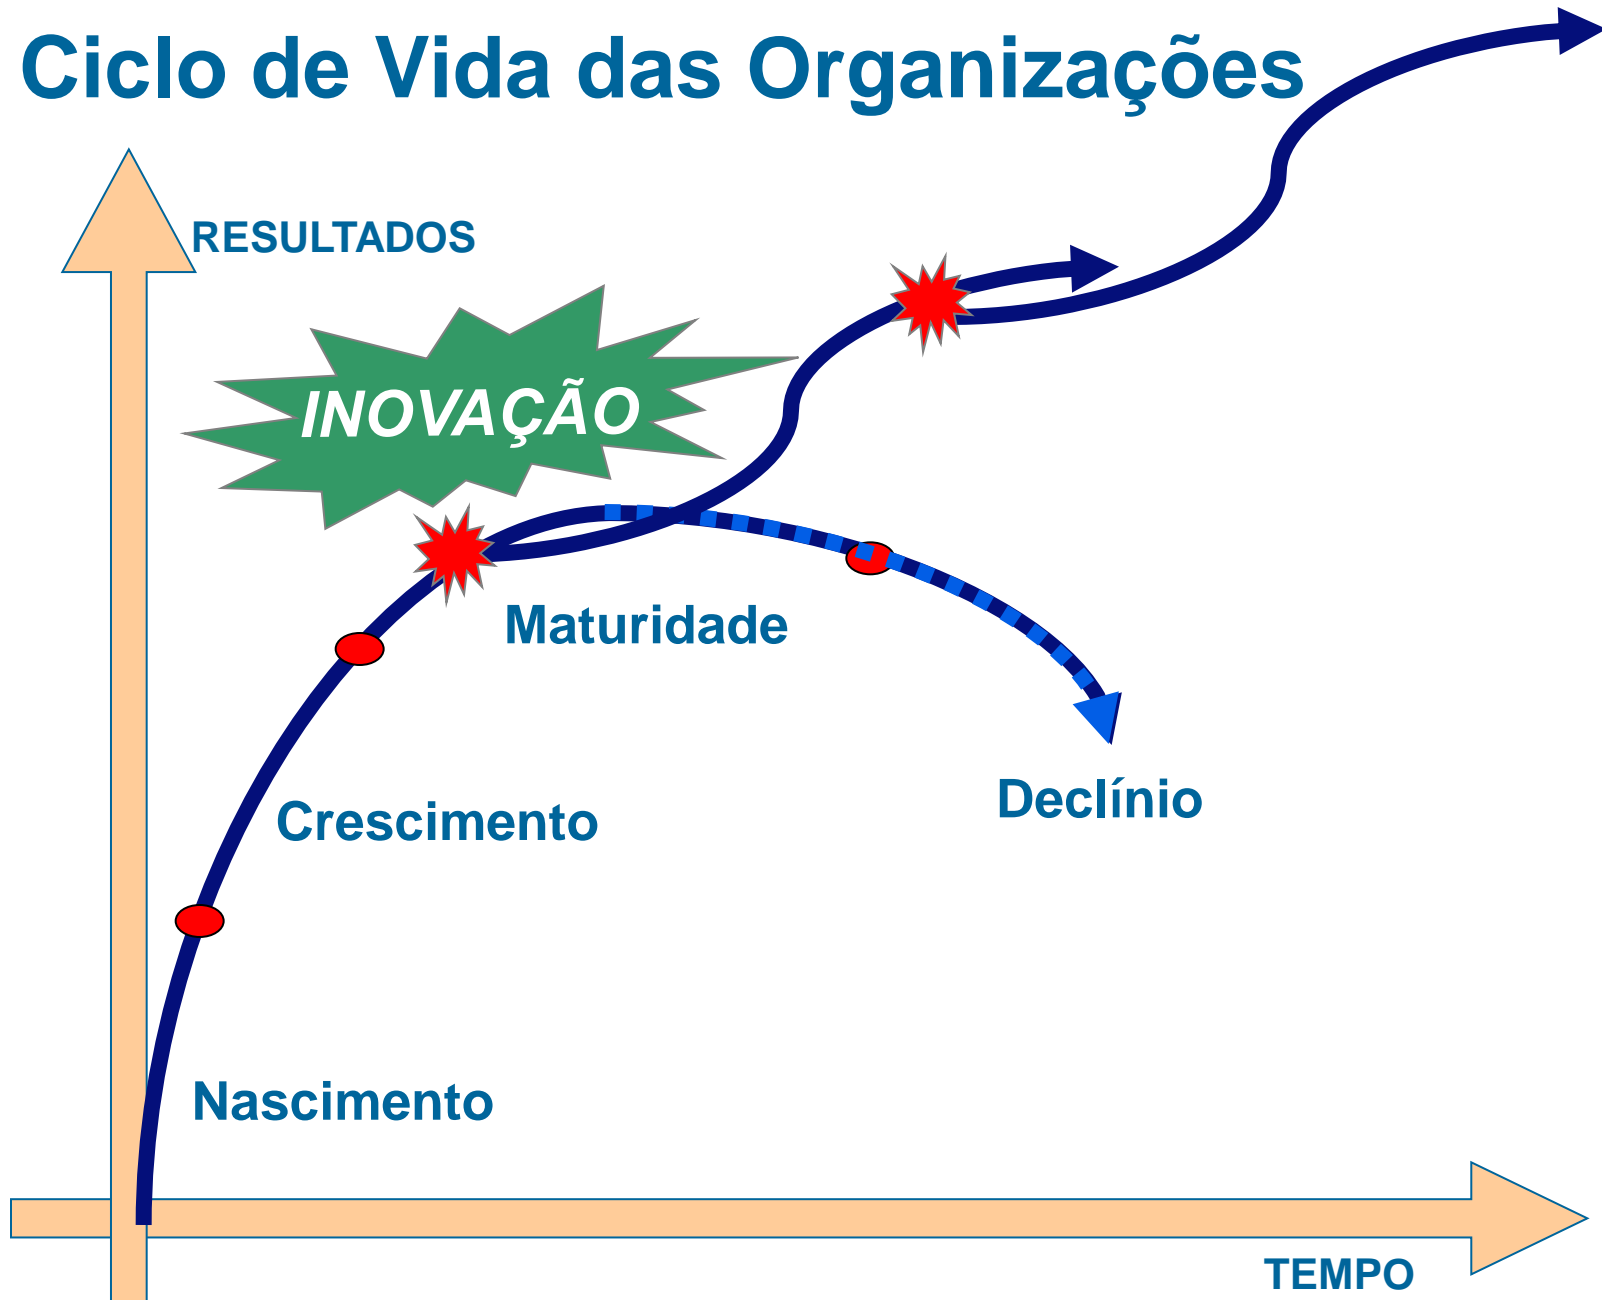 Ciclo de Vida das Organizações
RESULTADOS
INOVAÇÃO
Maturidade
Declínio
Crescimento
Nascimento
TEMPO